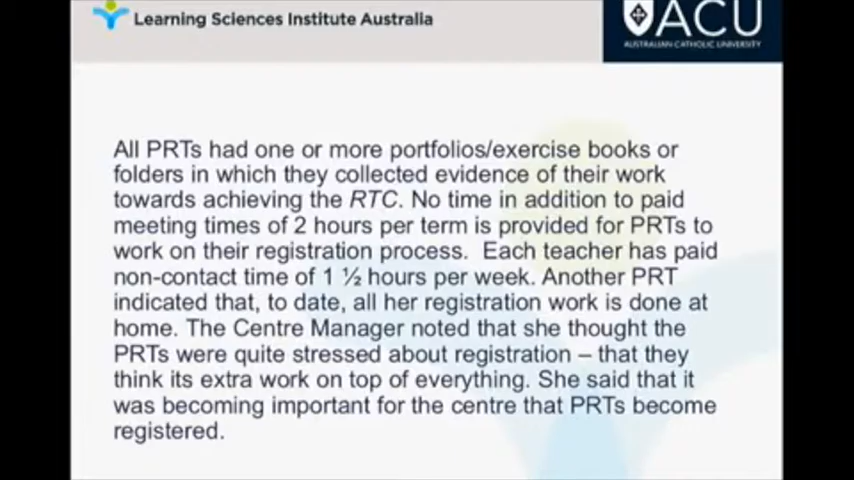 Learning Sciences Institute Australia
ACU
AUSTRALIAN CATHOLIC UNIVERSITY
All PRTs had one or more portfolios/exercise books or
folders in which they collected evidence of their work
towards achieving the RTC. No time in addition to paid
meeting times of 2 hours per term is provided for PRTs to
work on their registration process.  Each teacher has paid
non-contact time of 1 ½ hours per week. Another PRT
indicated that, to date, all her registration work is done at
home. The Centre Manager noted that she thought the
PRTs were quite stressed about registration – that they
think its extra work on top of everything. She said that it
was becoming important for the centre that PRTs become
registered.